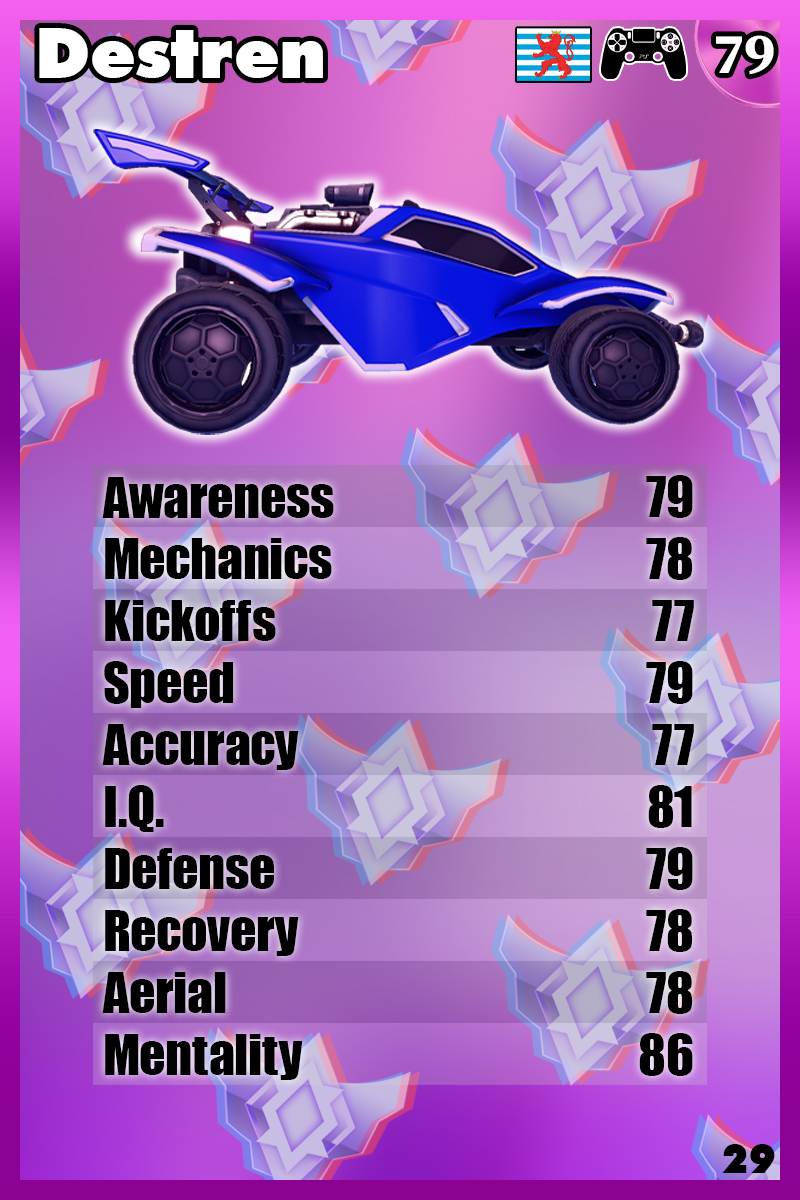 Destren 79
Awareness 79
Mechanics 78
Kickoffs 77
Speed 79
Accuracy 77
I.Q. 81
Defense 79
Recovery 78
Aerial 78
Mentality 86
29